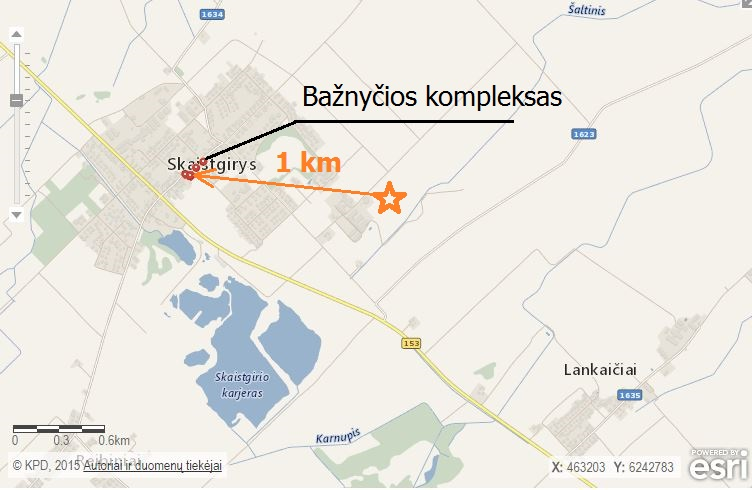 1634
Šaltinis
Bažnyčios kompleksas
1623
Skaistgirys
1 km
153
Skaistgirio
karjeras
Lankaičiai
1635
0 0.3 0.6km
Karnupis
© KPD, 2015 Autoriai ir duomenų tiekėjai
X: 463203 Y: 6242783
POWERED BY
esri